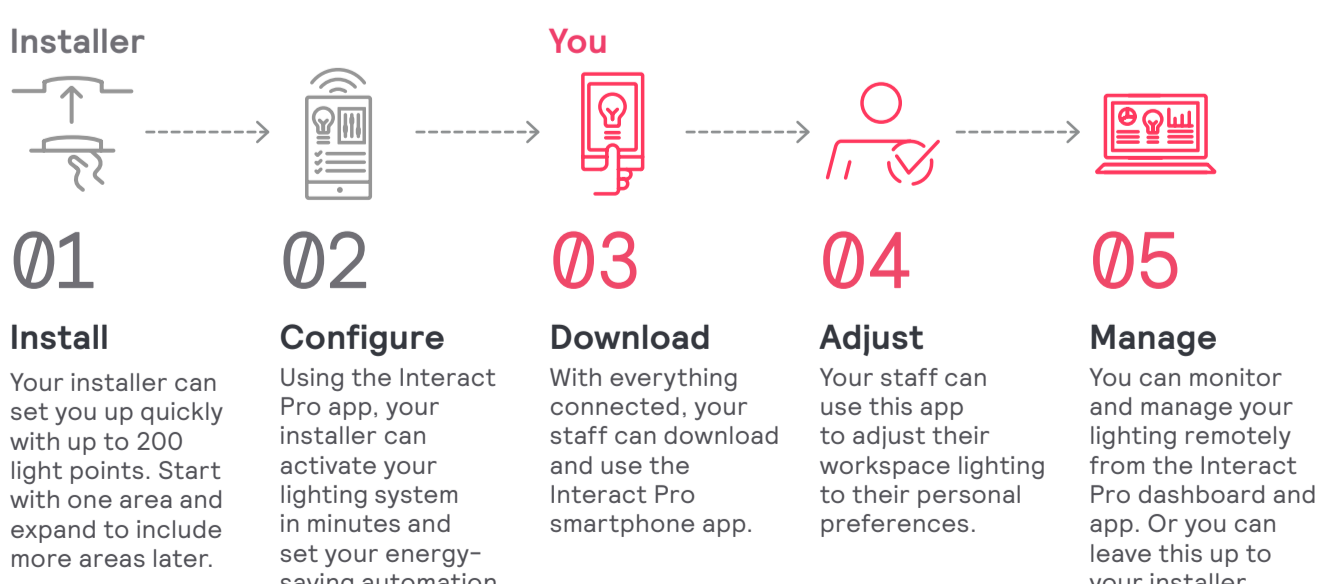 Installer
You
01
Install
Your installer can
set you up quickly
with up to 200
light points. Start
with one area and
expand to include
more areas later.
02
Configure
Using the Interact
Pro app, your
installer can
activate your
lighting system
in minutes and
set your energy-
saving automation
03
Download
With everything
connected, your
staff can download
and use the
Interact Pro
smartphone app.
04
Adjust
Your staff can
use this app
to adjust their
workspace lighting
to their personal
preferences.
05
Manage
You can monitor
and manage your
lighting remotely
from the Interact
Pro dashboard and
app. Or you can
leave this up to
your installer